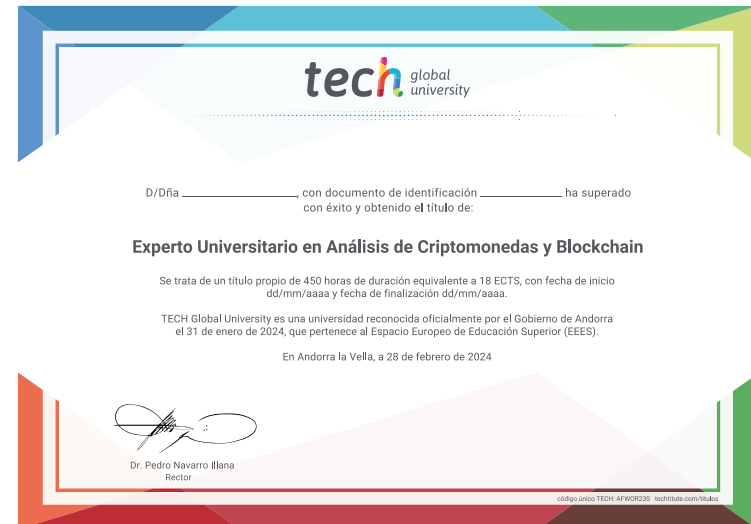 tech global university
D/Dña ______________, con documento de identificación __________ ha superado
con éxito y obtenido el título de:
Experto Universitario en Análisis de Criptomonedas y Blockchain
Se trata de un título propio de 450 horas de duración equivalente a 18 ECTS, con fecha de inicio
dd/mm/aaaa y fecha de finalización dd/mm/aaaa.
TECH Global University es una universidad reconocida oficialmente por el Gobierno de Andorra
el 31 de enero de 2024, que pertenece al Espacio Europeo de Educación Superior (EEES).
En Andorra la Vella, a 28 de febrero de 2024
Dr. Pedro Navarro Illana
Rector
código único TECH: AFWOR23S techtitute.com/titulos